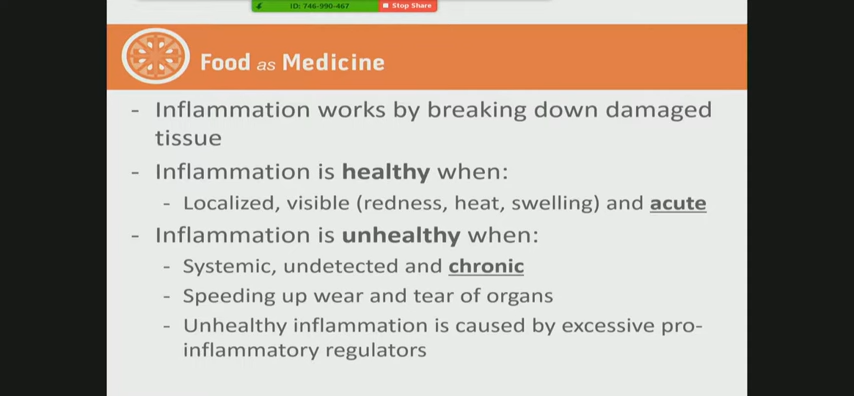 ID: 746-990-467 Stop Share
Food as Medicine
- Inflammation works by breaking down damaged
tissue
- Inflammation is healthy when:
- Localized, visible (redness, heat, swelling) and acute
- Inflammation is unhealthy when:
- Systemic, undetected and chronic
- Speeding up wear and tear of organs
- Unhealthy inflammation is caused by excessive pro-
inflammatory regulators